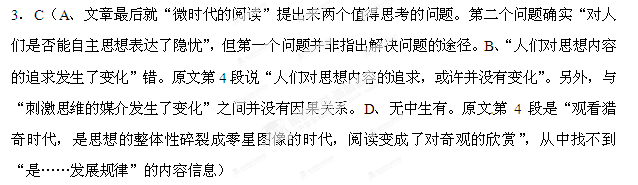 3．C（A、文章最后就“微时代的阅读”提出来两个值得思考的问题。第二个问题确实“对人
们是否能自主思想表达了隐忧”，但第一个问题并非指出解决问题的途径。B、“人们对思想内容
的追求发生了变化”错。原文第4段说“人们对思想内容的追求，或许并没有变化”。另外，与
“刺激思维的媒介发生了变化”之间并没有因果关系。D、无中生有。原文第 4 段是“观看猎
奇时代，是思想的整体性碎裂成零星图像的时代，阅读变成了对奇观的欣赏”，从中找不到
“是……发展规律”的内容信息）